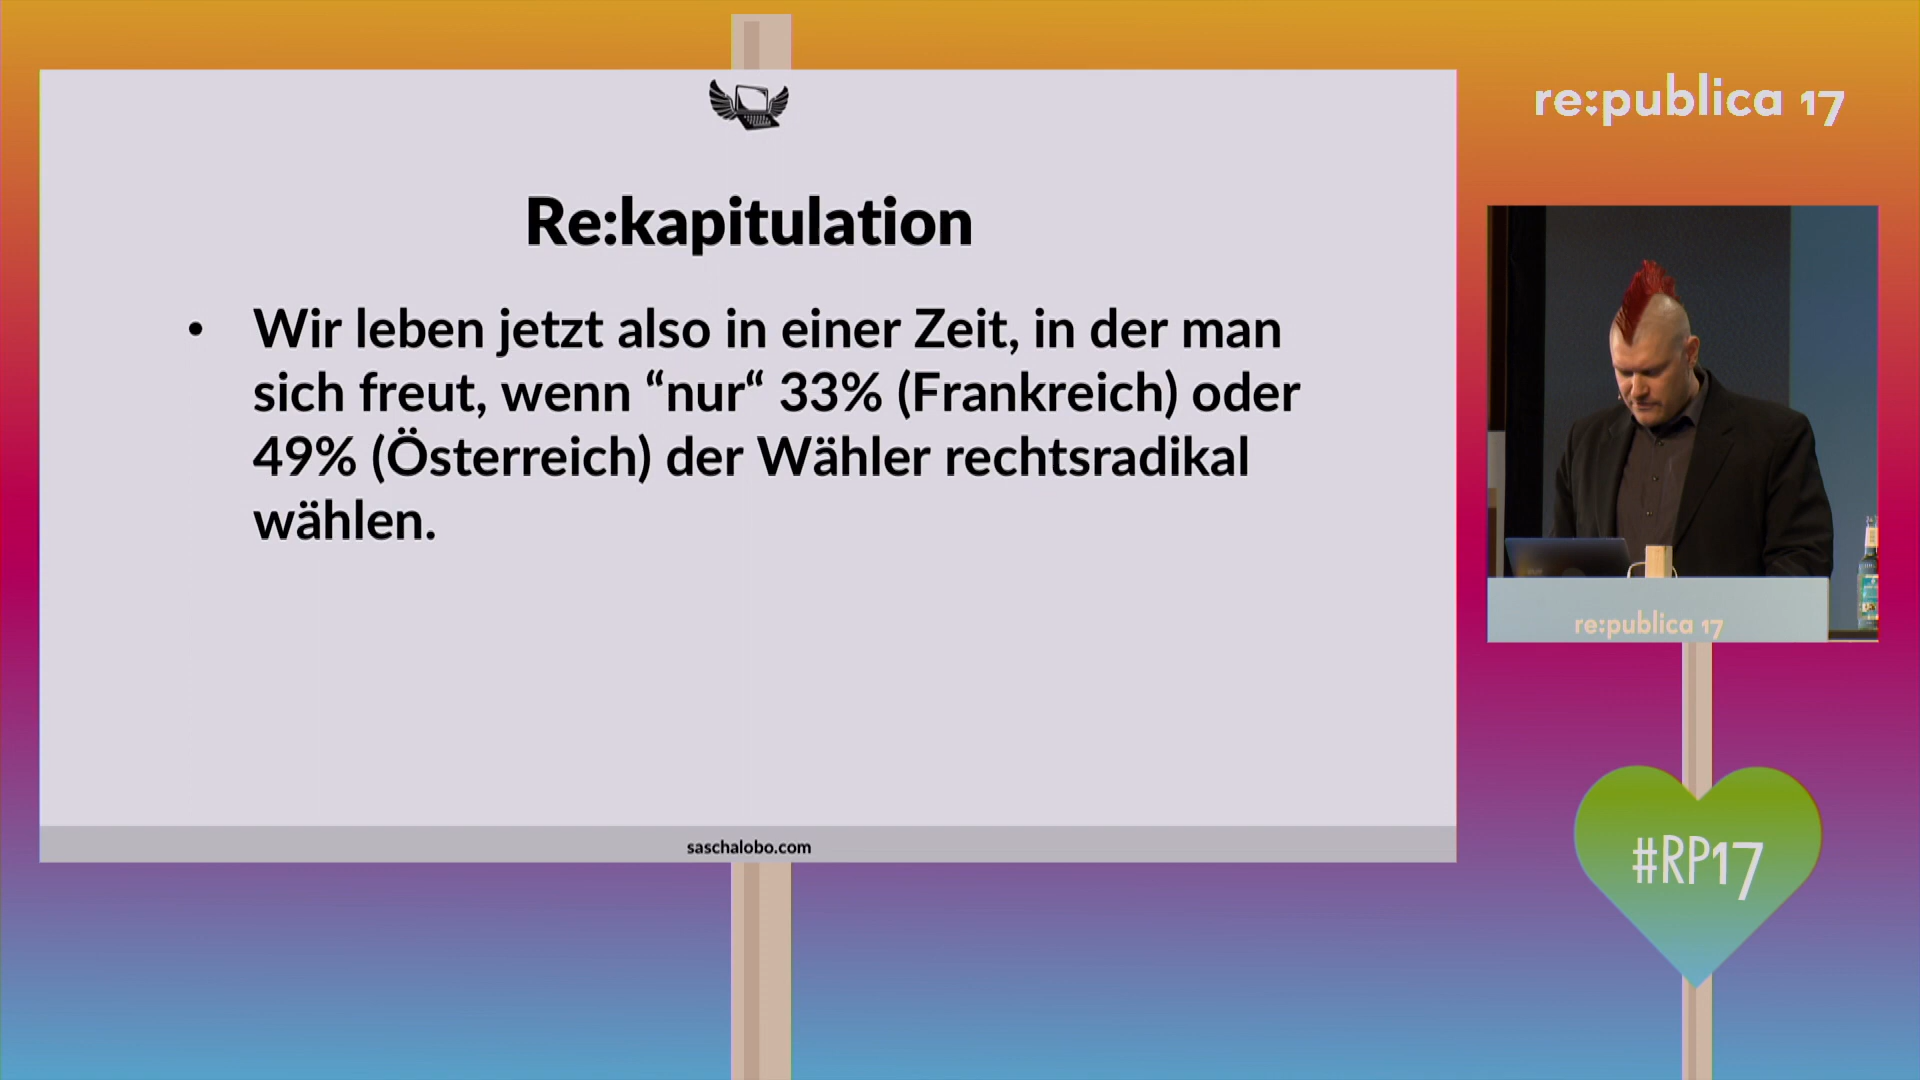 re:publica 17
Re:kapitulation
• Wir leben jetzt also in einer Zeit, in der man
sich freut, wenn “nur“ 33% (Frankreich) oder
49% (Österreich) der Wähler rechtsradikal
wählen.
saschalobo.com
re:publica 17
#RP17